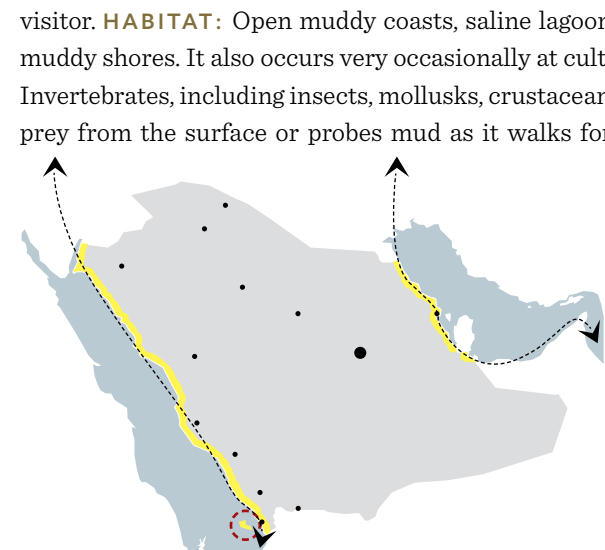 visitor. HABITAT: Open muddy coasts, saline lagoon
muddy shores. It also occurs very occasionally at cult
Invertebrates, including insects, mollusks, crustacean
prey from the surface or probes mud as it walks for